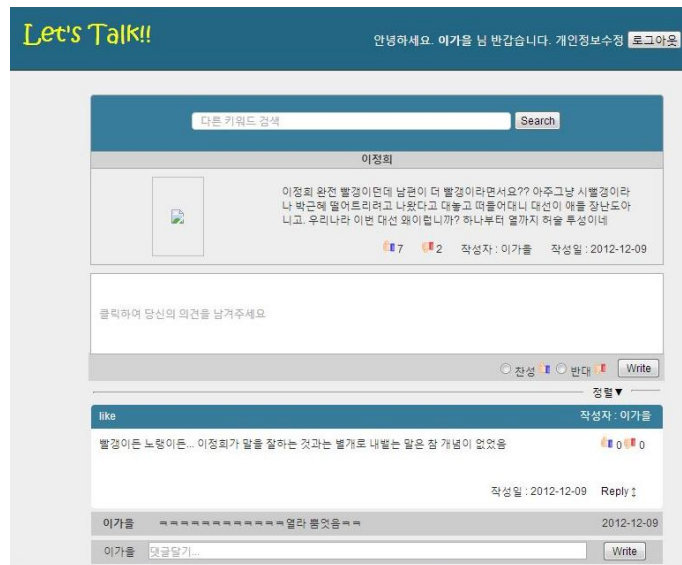 Let's Talk!!
안녕하세요. 이가을 님 반갑습니다. 개인정보수정 로그아웃
다른 키워드 검색 Search
이정희
이정희 완전 빨갱이던데 남편이 더 빨갱이라면서요?? 아주그냥 시뻘갱이라
나 박근혜 떨어트리려고 나왔다고 대놓고 떠들어대니 대선이 애들 장난도아
니고. 우리나라 이번 대선 왜이럽니까? 하나부터 열까지 허술 투성이네
7 2 작성자 : 이가을 작성일 : 2012-12-09
클릭하여 당신의 의견을 남겨주세요
찬성 반대 Write
정렬▼
like 작성자 : 이가을
빨갱이든 노랭이든... 이정희가 말을 잘하는 것과는 별개로 내뱉는 말은 참 개념이 없었음 0 0
작성일 : 2012-12-09 Reply ↕
이가을 ㅋㅋㅋㅋㅋㅋㅋㅋㅋㅋㅋㅋ열라 뿜엇음ㅋㅋ 2012-12-09
이가을 댓글달기... Write